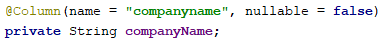 @Column(name = "companyname", nullable = false)
private String companyName;